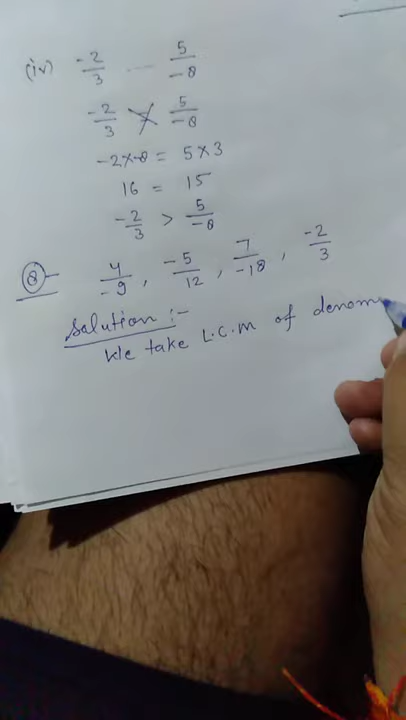 (iv) -2/3 ... 5/-8
-2/3 × 5/-8
-2×-8 = 5×3
16 = 15
-2/3 > 5/-8
⑧- 4/-9, -5/12, 7/-18, -2/3
Solution:-
We take L.C.M of denom